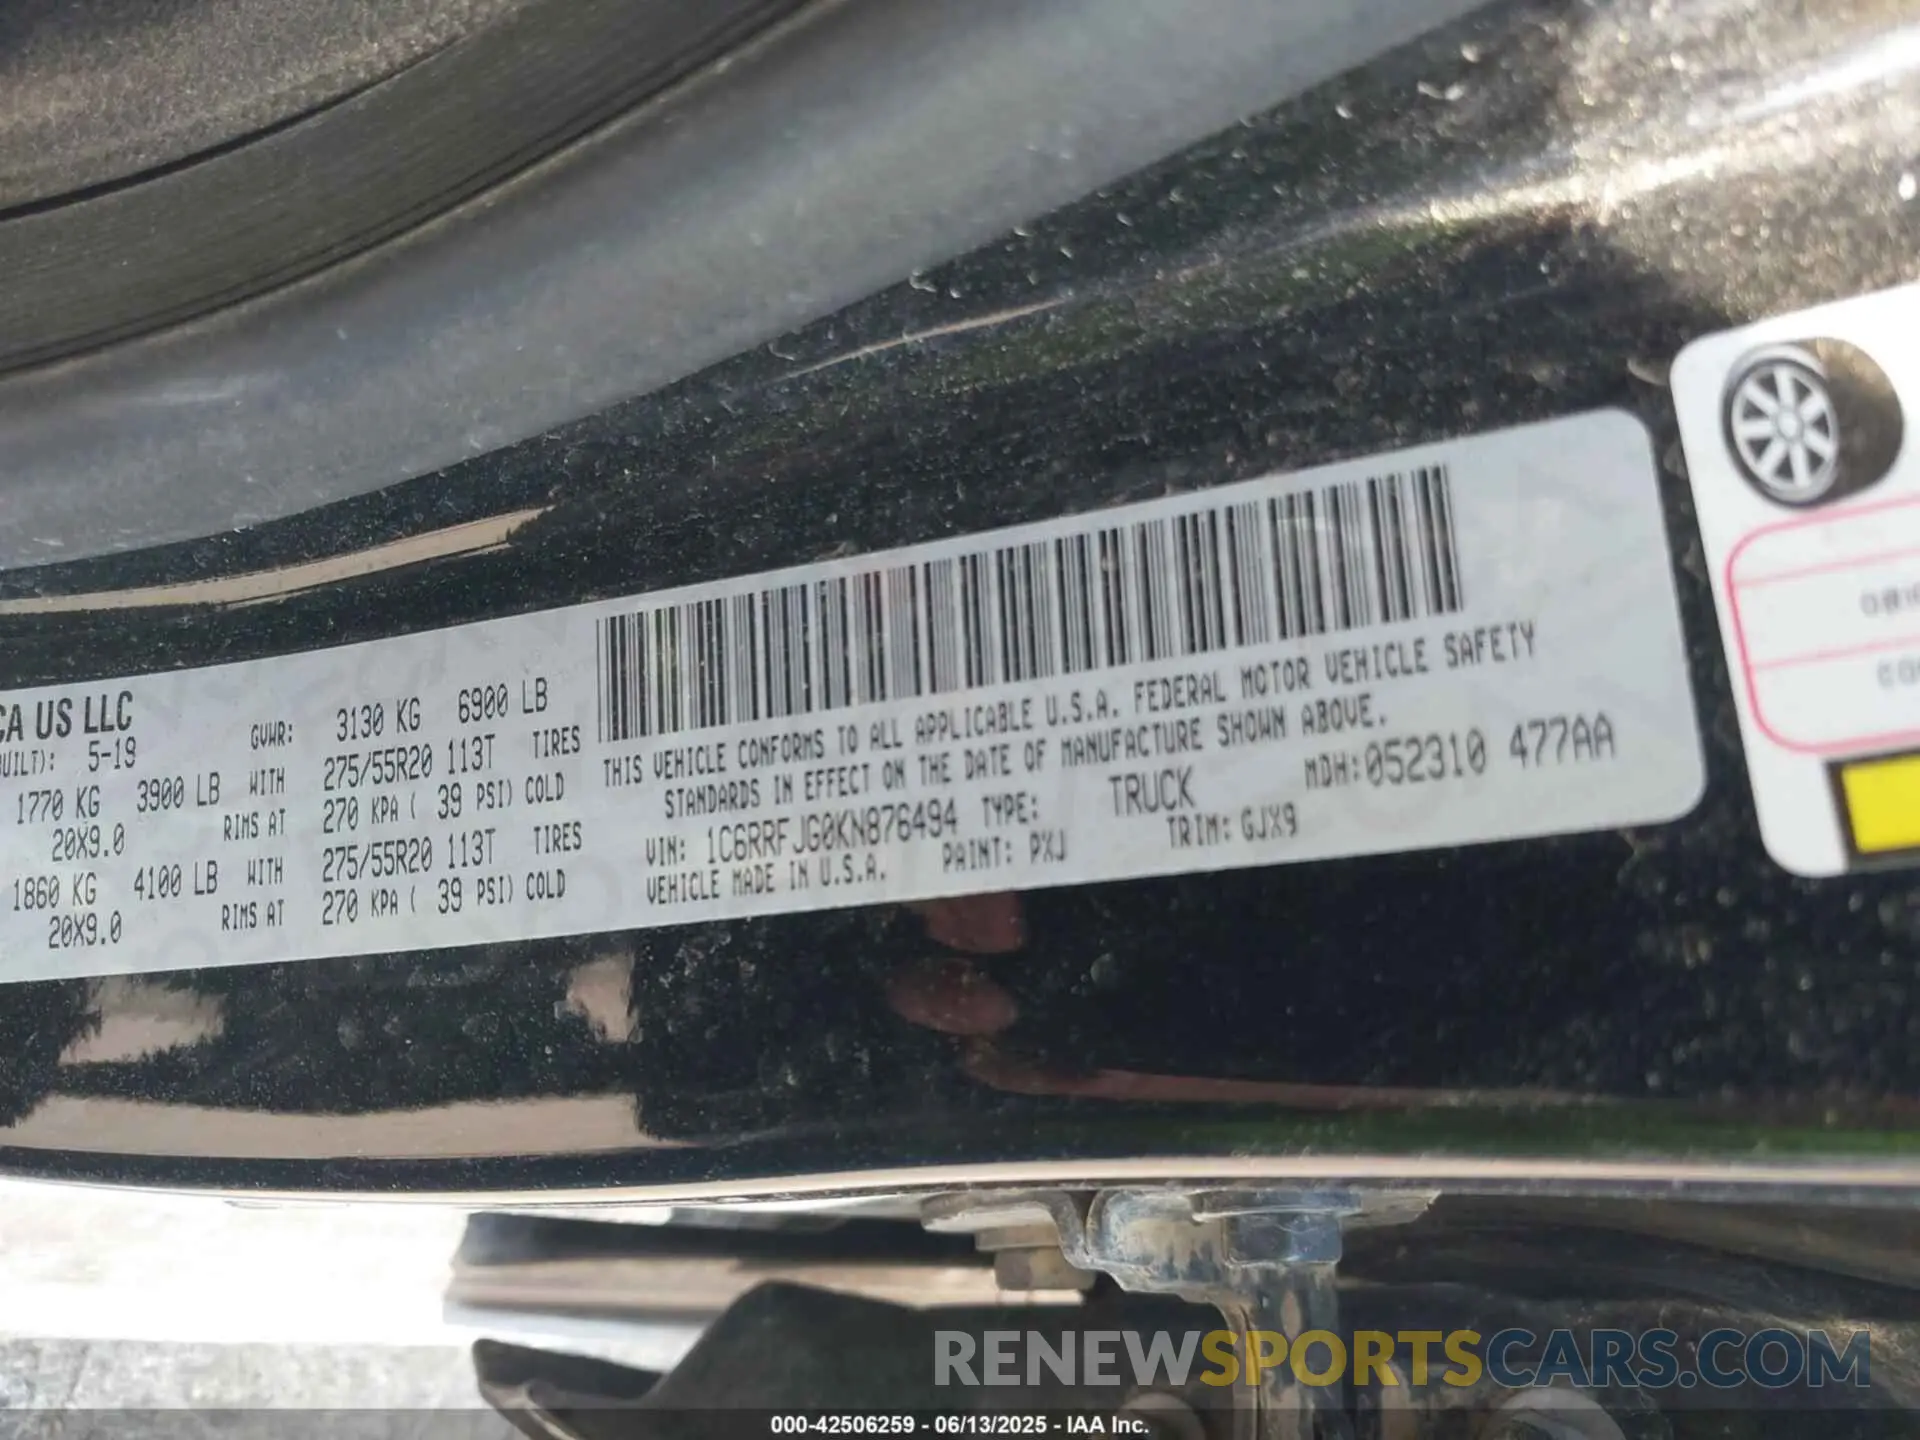 CA US LLC
BUILT): 5-19 GVWR: 3130 KG 6900 LB
1770 KG 3900 LB WITH 275/55R20 113T TIRES
20X9.0 RIMS AT 270 KPA ( 39 PSI) COLD
1860 KG 4100 LB WITH 275/55R20 113T TIRES
20X9.0 RIMS AT 270 KPA ( 39 PSI) COLD
THIS VEHICLE CONFORMS TO ALL APPLICABLE U.S.A. FEDERAL MOTOR VEHICLE SAFETY
STANDARDS IN EFFECT ON THE DATE OF MANUFACTURE SHOWN ABOVE.
VIN: 1C6RRFJG0KN876494 TYPE: TRUCK MDH:052310 477AA
VEHICLE MADE IN U.S.A. PAINT: PXJ TRIM: GJX9
RENEWSPORTSCARS.COM
000-42506259 - 06/13/2025 - IAA Inc.